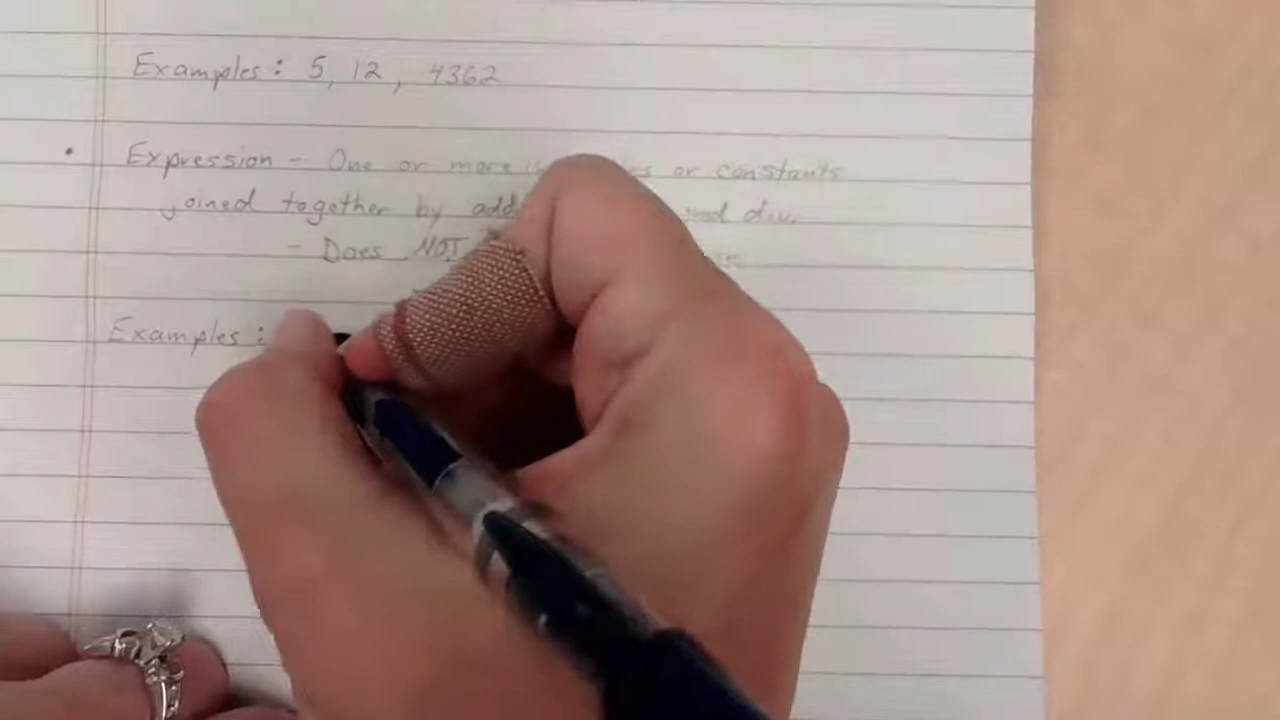 Examples: 5, 12, 4362
Expression - One or more or constants
joined together by add div.
- Does NOT
Examples: